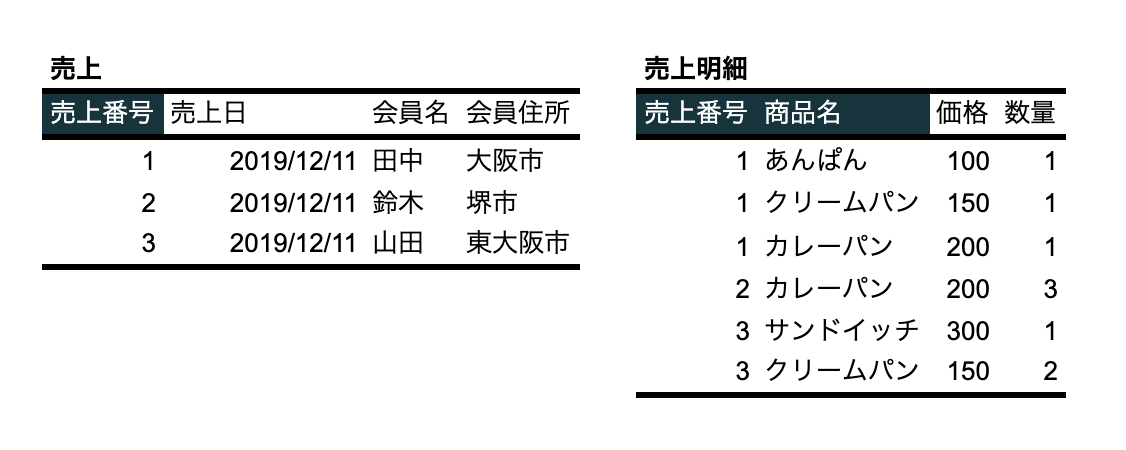 売上
売上番号 売上日 会員名 会員住所
1 2019/12/11 田中 大阪市
2 2019/12/11 鈴木 堺市
3 2019/12/11 山田 東大阪市
売上明細
売上番号 商品名 価格 数量
1 あんぱん 100 1
1 クリームパン 150 1
1 カレーパン 200 1
2 カレーパン 200 3
3 サンドイッチ 300 1
3 クリームパン 150 2